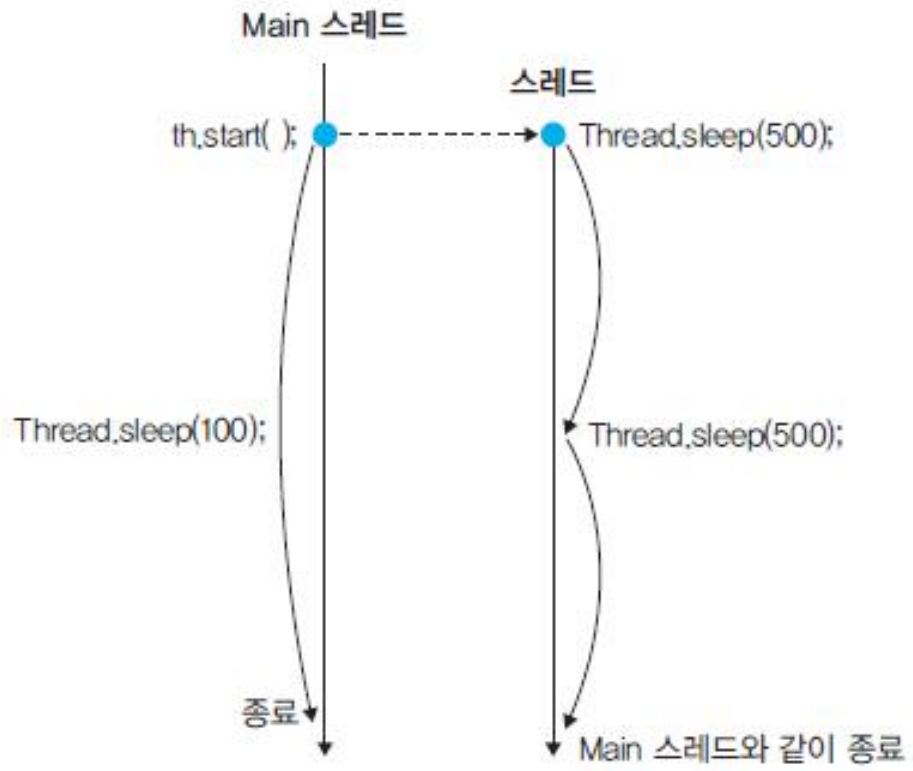 Main 스레드
스레드
th.start( );
Thread.sleep(500);
Thread.sleep(100);
Thread.sleep(500);
종료
Main 스레드와 같이 종료